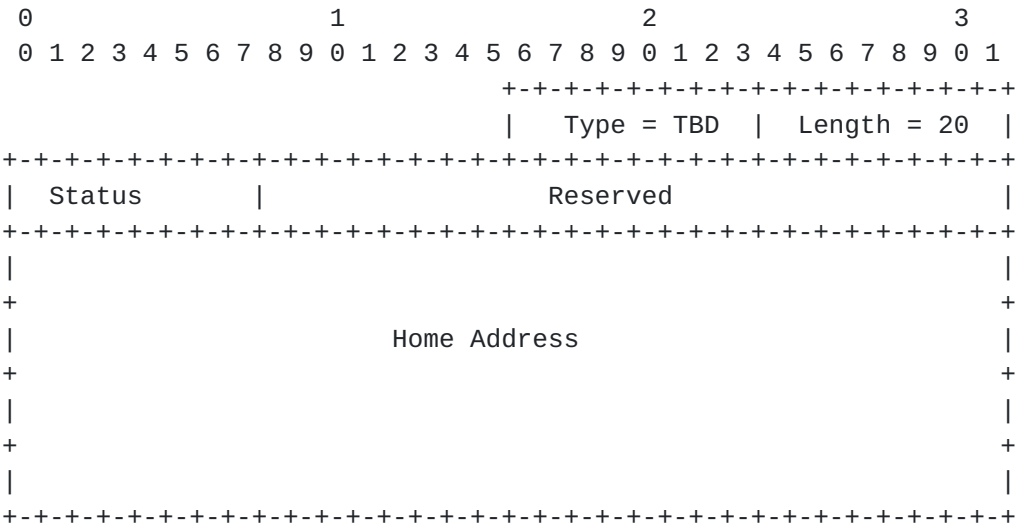 0                   1                   2                   3
 0 1 2 3 4 5 6 7 8 9 0 1 2 3 4 5 6 7 8 9 0 1 2 3 4 5 6 7 8 9 0 1
                                +-+-+-+-+-+-+-+-+-+-+-+-+-+-+-+-+
                                |   Type = TBD  |  Length = 20  |
+-+-+-+-+-+-+-+-+-+-+-+-+-+-+-+-+-+-+-+-+-+-+-+-+-+-+-+-+-+-+-+-+
|  Status       |                  Reserved                     |
+-+-+-+-+-+-+-+-+-+-+-+-+-+-+-+-+-+-+-+-+-+-+-+-+-+-+-+-+-+-+-+-+
|                                                               |
+                                                               +
|                        Home Address                           |
+                                                               +
|                                                               |
+                                                               +
|                                                               |
+-+-+-+-+-+-+-+-+-+-+-+-+-+-+-+-+-+-+-+-+-+-+-+-+-+-+-+-+-+-+-+-+